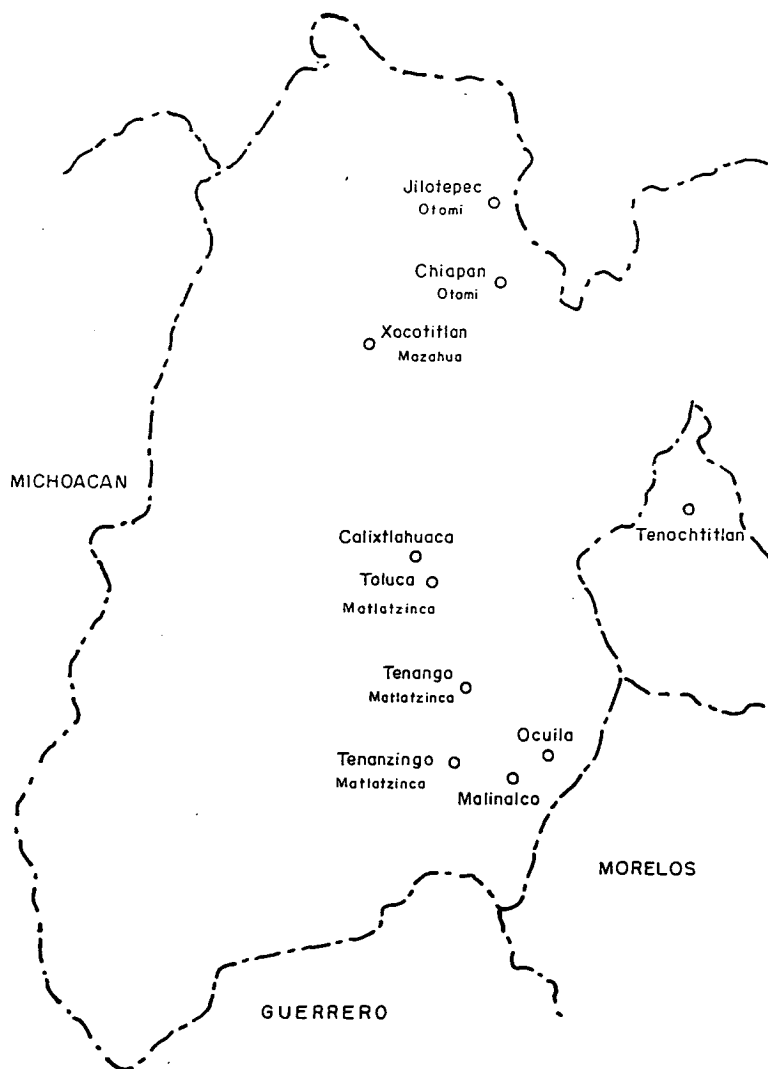 Jilotepec
Otomi
Chiapan
Otomi
Xocotitlan
Mazahua
MICHOACAN
Tenochtitlan
Calixtlahuaca
Toluca
Matlatzinca
Tenango
Matlatzinca
Ocuila
Tenanzingo
Matlatzinca
Malinalco
MORELOS
GUERRERO